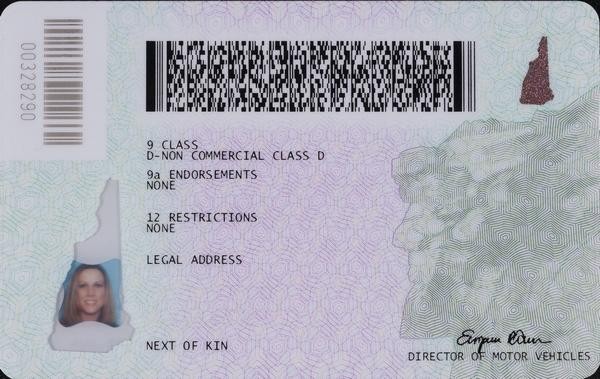 00328290
9 CLASS
D-NON COMMERCIAL CLASS D
9a ENDORSEMENTS
NONE
12 RESTRICTIONS
NONE
LEGAL ADDRESS
NEXT OF KIN
DIRECTOR OF MOTOR VEHICLES